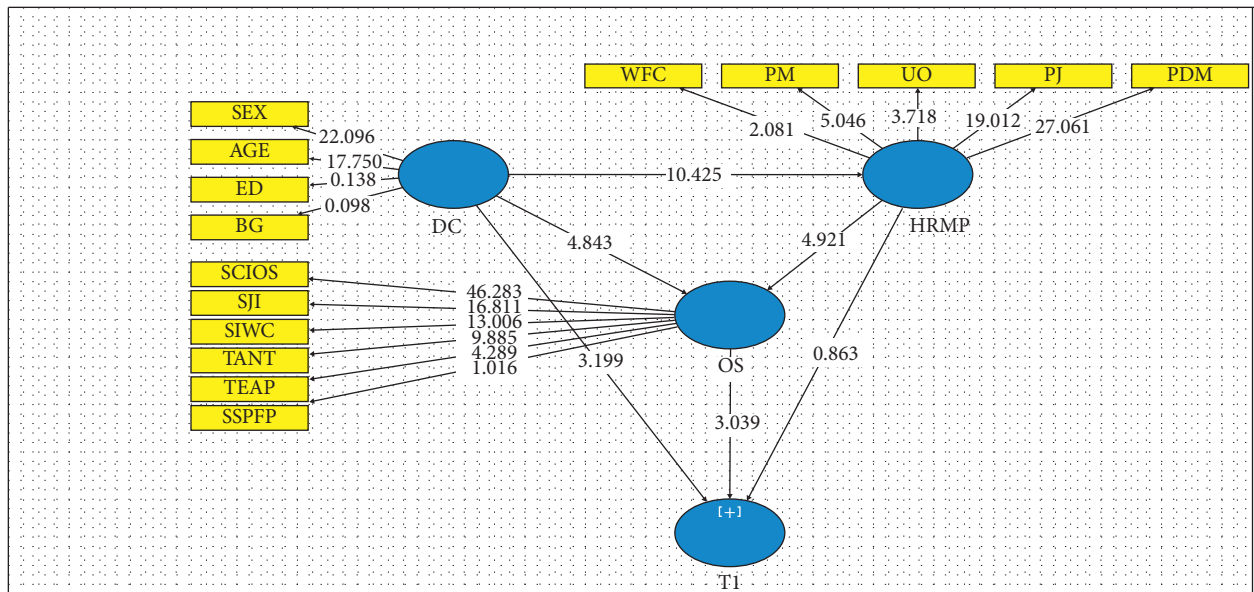 WFC PM UO PJ PDM
2.081 5.046 3.718 19.012 27.061
SEX
AGE
ED
BG
22.096
17.750
0.138
0.098
DC
10.425
HRMP
4.843
4.921
SCIOS
SJI
SIWC
TANT
TEAP
SSPFP
46.283
16.811
13.006
9.885
4.289
1.016
OS
3.199
0.863
3.039
[+]
T1